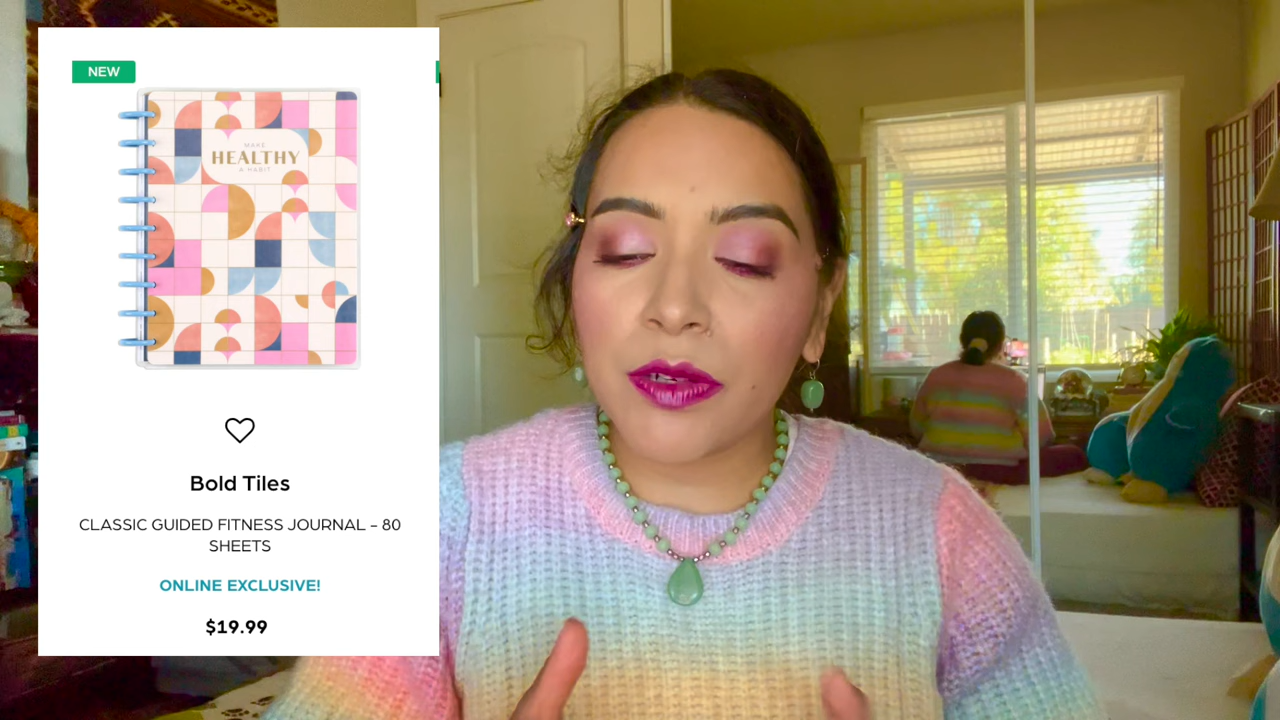 NEW
MAKE
HEALTHY
A HABIT
Bold Tiles
CLASSIC GUIDED FITNESS JOURNAL – 80
SHEETS
ONLINE EXCLUSIVE!
$19.99